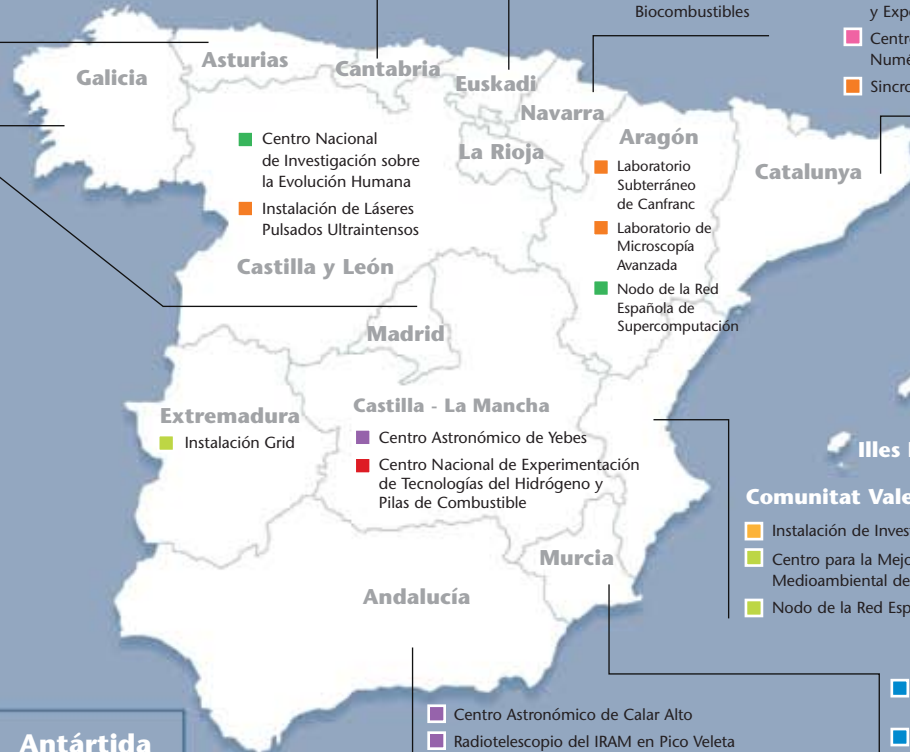 Biocombustibles
y Exp
Centr
Numé
Sincro
Galicia
Asturias
Cantabria
Euskadi
Navarra
La Rioja
Aragón
Catalunya
Centro Nacional
de Investigación sobre
la Evolución Humana
Instalación de Láseres
Pulsados Ultraintensos
Castilla y León
Laboratorio
Subterráneo
de Canfranc
Laboratorio de
Microscopía
Avanzada
Nodo de la Red
Española de
Supercomputación
Madrid
Extremadura
Instalación Grid
Castilla - La Mancha
Centro Astronómico de Yebes
Centro Nacional de Experimentación
de Tecnologías del Hidrógeno y
Pilas de Combustible
Illes
Comunitat Vale
Instalación de Inves
Centro para la Mejo
Medioambiental de
Nodo de la Red Esp
Murcia
Andalucía
Centro Astronómico de Calar Alto
Radiotelescopio del IRAM en Pico Veleta
Antártida